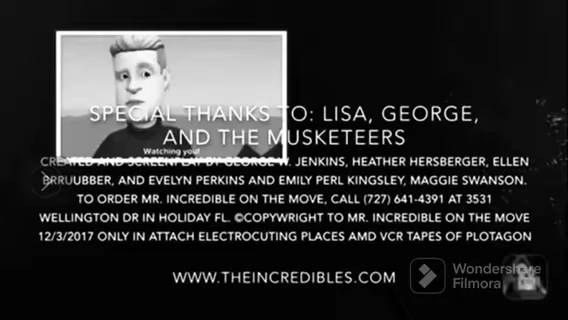 SPECIAL THANKS TO: LISA, GEORGE,
AND THE MUSKETEERS
Watching you!
CREATED AND SCREENPLAY BY GEORGE W. JENKINS, HEATHER HERSBERGER, ELLEN
ERRUUBBER, AND EVELYN PERKINS AND EMILY PERL KINGSLEY, MAGGIE SWANSON.
TO ORDER MR. INCREDIBLE ON THE MOVE, CALL (727) 641-4391 AT 3531
WELLINGTON DR IN HOLIDAY FL. ©COPYWRIGHT TO MR. INCREDIBLE ON THE MOVE
12/3/2017 ONLY IN ATTACH ELECTROCUTING PLACES AMD VCR TAPES OF PLOTAGON
WWW.THEINCREDIBLES.COM
Wondershare
Filmora